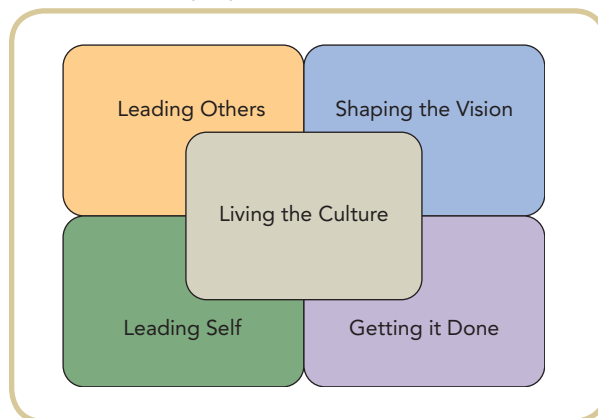 Leading Others
Shaping the Vision
Living the Culture
Leading Self
Getting it Done